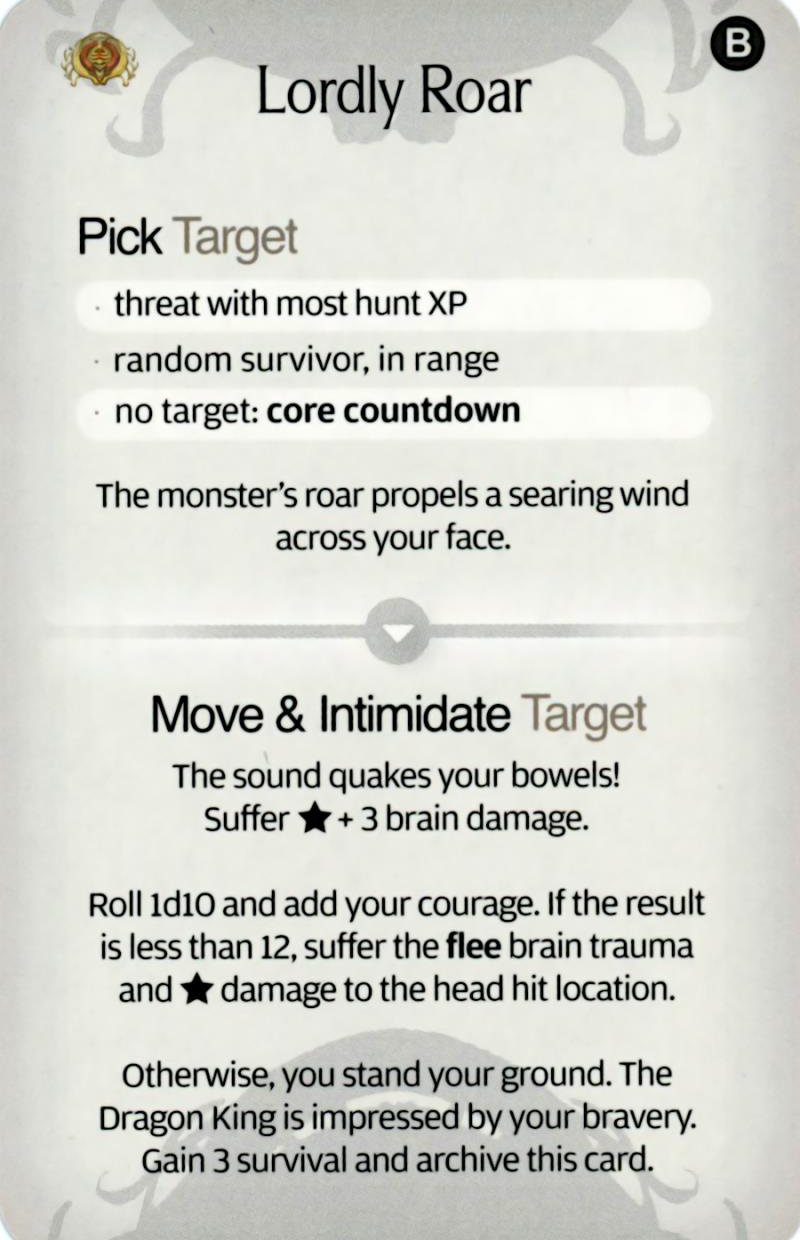 B
Lordly Roar
Pick Target
· threat with most hunt XP
· random survivor, in range
· no target: core countdown
The monster's roar propels a searing wind
across your face.
Move & Intimidate Target
The sound quakes your bowels!
Suffer ★ + 3 brain damage.
Roll 1d10 and add your courage. If the result
is less than 12, suffer the flee brain trauma
and ★ damage to the head hit location.
Otherwise, you stand your ground. The
Dragon King is impressed by your bravery.
Gain 3 survival and archive this card.